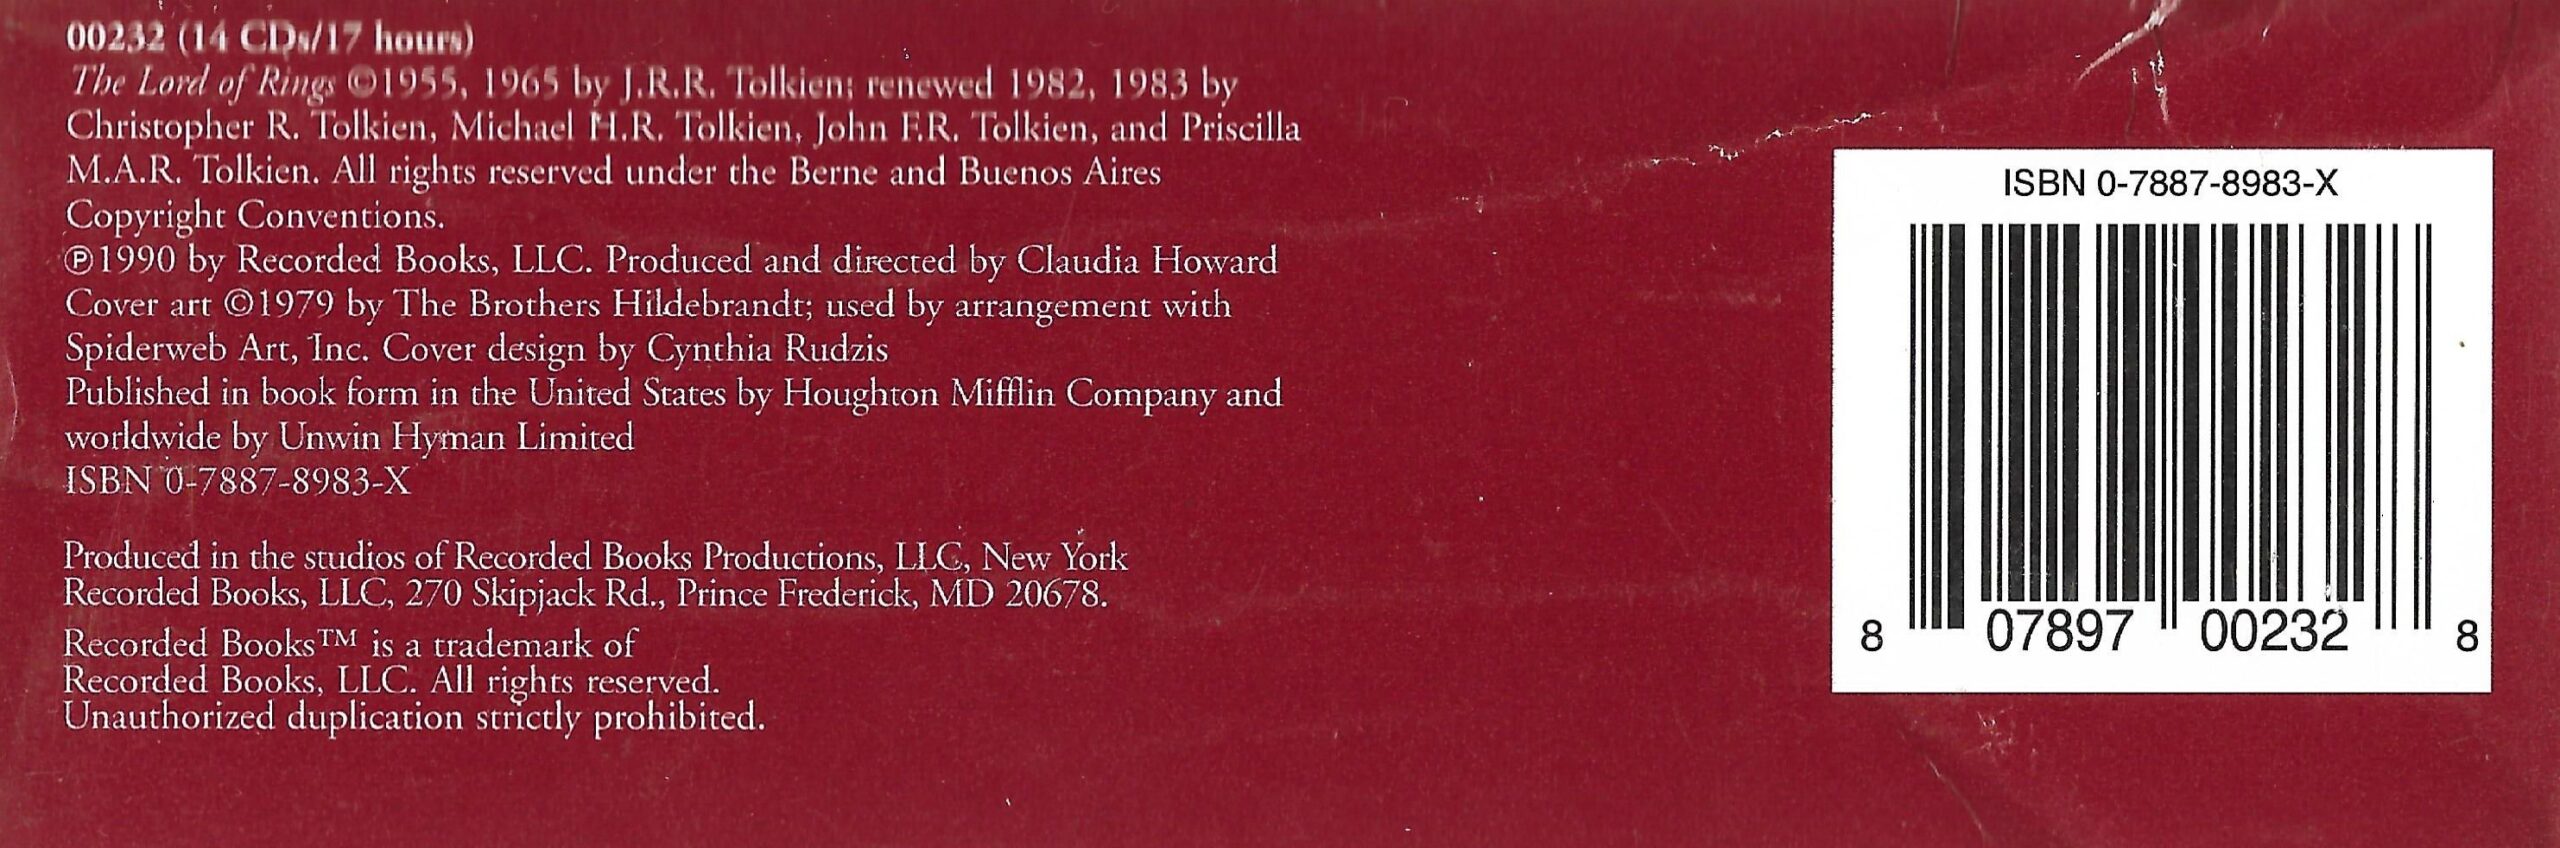 00232 (14 CDs/17 hours)
The Lord of Rings ©1955, 1965 by J.R.R. Tolkien; renewed 1982, 1983 by
Christopher R. Tolkien, Michael H.R. Tolkien, John F.R. Tolkien, and Priscilla
M.A.R. Tolkien. All rights reserved under the Berne and Buenos Aires
Copyright Conventions.
℗1990 by Recorded Books, LLC. Produced and directed by Claudia Howard
Cover art ©1979 by The Brothers Hildebrandt; used by arrangement with
Spiderweb Art, Inc. Cover design by Cynthia Rudzis
Published in book form in the United States by Houghton Mifflin Company and
worldwide by Unwin Hyman Limited
ISBN 0-7887-8983-X
Produced in the studios of Recorded Books Productions, LLC, New York
Recorded Books, LLC, 270 Skipjack Rd., Prince Frederick, MD 20678.
Recorded Books™ is a trademark of
Recorded Books, LLC. All rights reserved.
Unauthorized duplication strictly prohibited.
ISBN 0-7887-8983-X
8 07897 00232 8